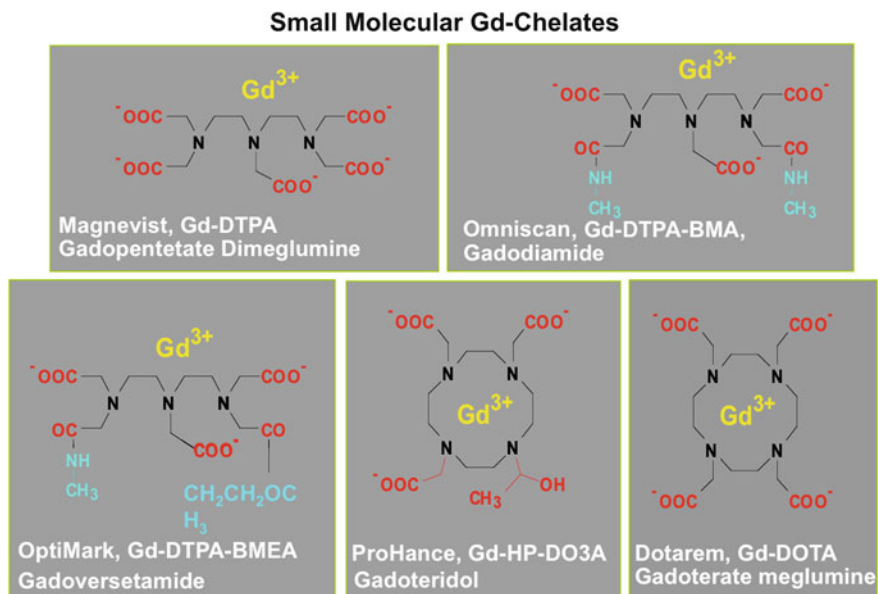 Small Molecular Gd-Chelates
Gd3+
-OOC
COO-
N
N
N
-OOC
COO-
COO-
Magnevist, Gd-DTPA
Gadopentetate Dimeglumine
Gd3+
-OOC
COO-
N
N
N
OC
CO
COO-
NH
NH
CH3
CH3
Omniscan, Gd-DTPA-BMA,
Gadodiamide
Gd3+
-OOC
COO-
N
N
N
OC
CO
COO-
NH
CH3
CH2CH2OC
H3
OptiMark, Gd-DTPA-BMEA
Gadoversetamide
-OOC
COO-
N
N
Gd3+
N
N
-OOC
CH3
OH
ProHance, Gd-HP-DO3A
Gadoteridol
-OOC
COO-
N
N
Gd3+
N
N
-OOC
COO-
Dotarem, Gd-DOTA
Gadoterate meglumine